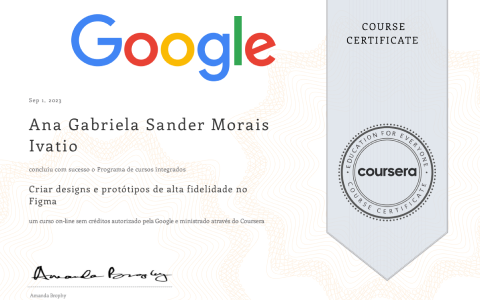 Google
COURSE
CERTIFICATE
Sep 1, 2023
Ana Gabriela Sander Morais
Ivatio
concluiu com sucesso o Programa de cursos integrados
Criar designs e protótipos de alta fidelidade no
Figma
um curso on-line sem créditos autorizado pela Google e ministrado através do Coursera
EDUCATION FOR EVERYONE
coursera
COURSE CERTIFICATE
Amanda Brophy
Amanda Brophy